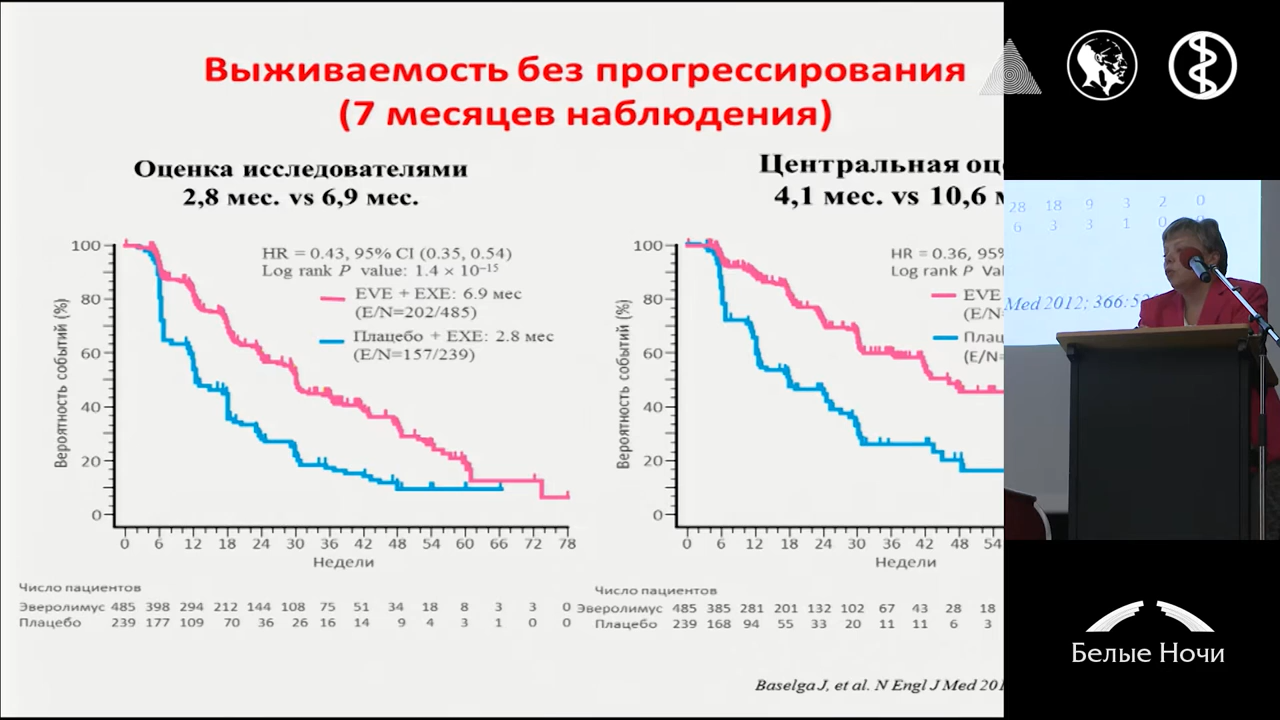 Выживаемость без прогрессирования
(7 месяцев наблюдения)
Оценка исследователями
2,8 мес. vs 6,9 мес.
HR = 0.43, 95% CI (0.35, 0.54)
Log rank P value: 1.4 × 10⁻¹⁵
EVE + EXE: 6.9 мес
(E/N=202/485)
Плацебо + EXE: 2.8 мес
(E/N=157/239)
Вероятность событий (%)
100
80
60
40
20
0
0 6 12 18 24 30 36 42 48 54 60 66 72 78
Недели
Число пациентов
Эверолимус 485 398 294 212 144 108 75 51 34 18 8 3 3 0
Плацебо 239 177 109 70 36 26 16 14 9 4 3 1 0 0
Центральная оц
4,1 мес. vs 10,6 м
HR = 0.36, 95%
Log rank P Val
EVE
(E/N=
Плац
(E/N=
Вероятность событий (%)
100
80
60
40
20
0
0 6 12 18 24 30 36 42 48 54
Недели
Число пациентов
Эверолимус 485 385 281 201 132 102 67 43 28 18
Плацебо 239 168 94 55 33 20 11 11 6 3
Baselga J, et al. N Engl J Med 201
28 18 9 3 2 0
6 3 3 1 0 0
Med 2012; 366:52
Белые Ночи